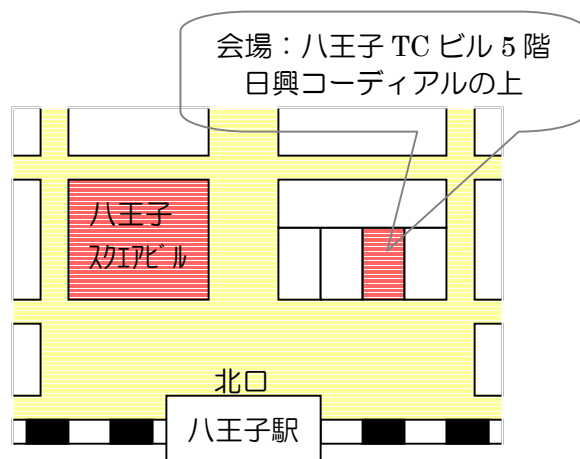 会場：八王子 TC ビル 5 階
日興コーディアルの上
八王子
ｽｸｴｱﾋﾞﾙ
北口
八王子駅